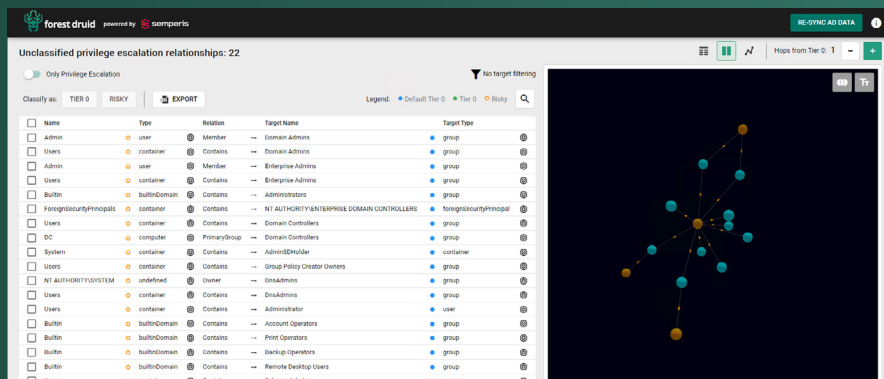 forest druid powered by semperis RE-SYNC AD DATA
Unclassified privilege escalation relationships: 22 Hops from Tier 0: 1 - +
Only Privilege Escalation No target filtering
Classify as: TIER 0 RISKY EXPORT Legend: Default Tier 0 Tier 0 Risky
Name Type Relation Target Name Target Type
Admin user Member → Domain Admins group
Users container Contains → Domain Admins group
Admin user Member → Enterprise Admins group
Users container Contains → Enterprise Admins group
Builtin builtinDomain Contains → Administrators group
ForeignSecurityPrincipals container Contains → NT AUTHORITY\ENTERPRISE DOMAIN CONTROLLERS foreignSecurityPrincipal
Users container Contains → Domain Controllers group
DC computer PrimaryGroup → Domain Controllers group
System container Contains → AdminSDHolder container
Users container Contains → Group Policy Creator Owners group
NT AUTHORITY\SYSTEM undefined Owner → DnsAdmins group
Users container Contains → DnsAdmins group
Users container Contains → Administrator user
Builtin builtinDomain Contains → Account Operators group
Builtin builtinDomain Contains → Print Operators group
Builtin builtinDomain Contains → Backup Operators group
Builtin builtinDomain Contains → Remote Desktop Users group